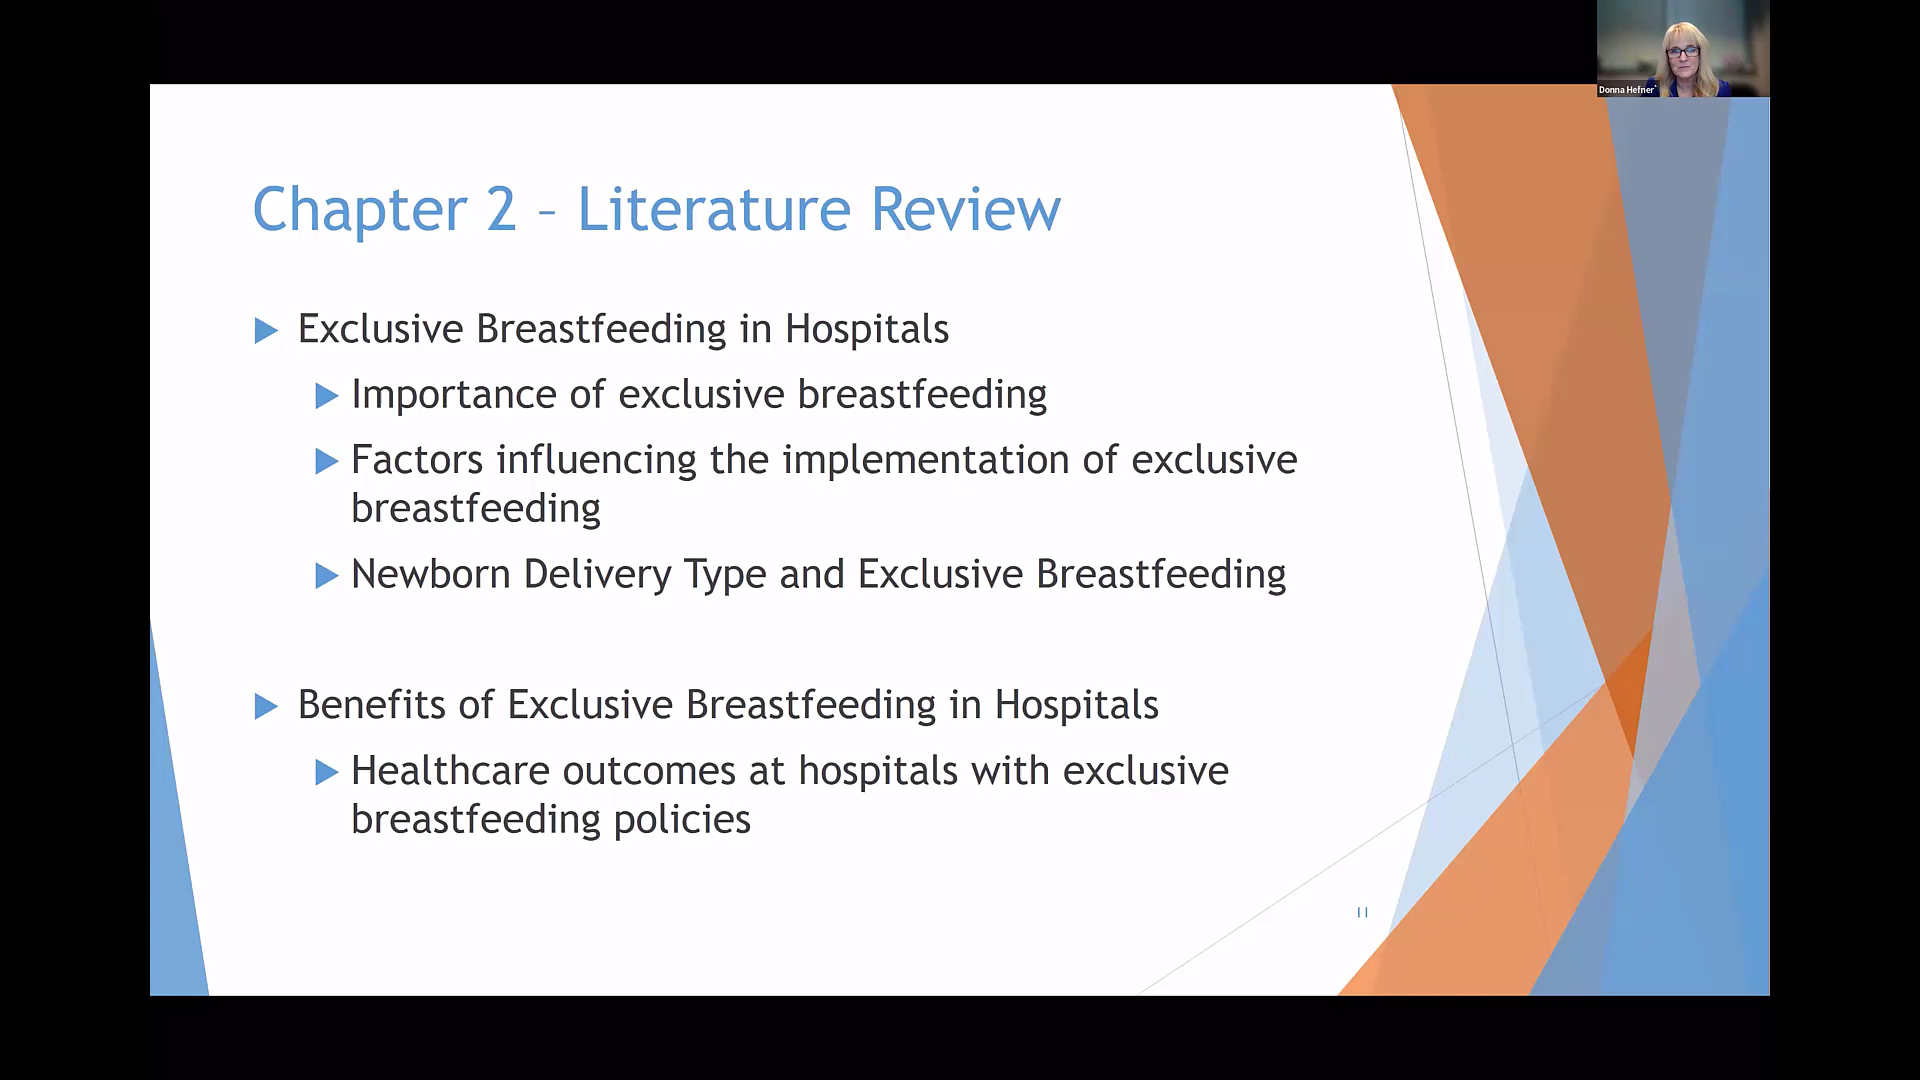 Donna Hefner
Chapter 2 – Literature Review
Exclusive Breastfeeding in Hospitals
Importance of exclusive breastfeeding
Factors influencing the implementation of exclusive
breastfeeding
Newborn Delivery Type and Exclusive Breastfeeding
Benefits of Exclusive Breastfeeding in Hospitals
Healthcare outcomes at hospitals with exclusive
breastfeeding policies
11